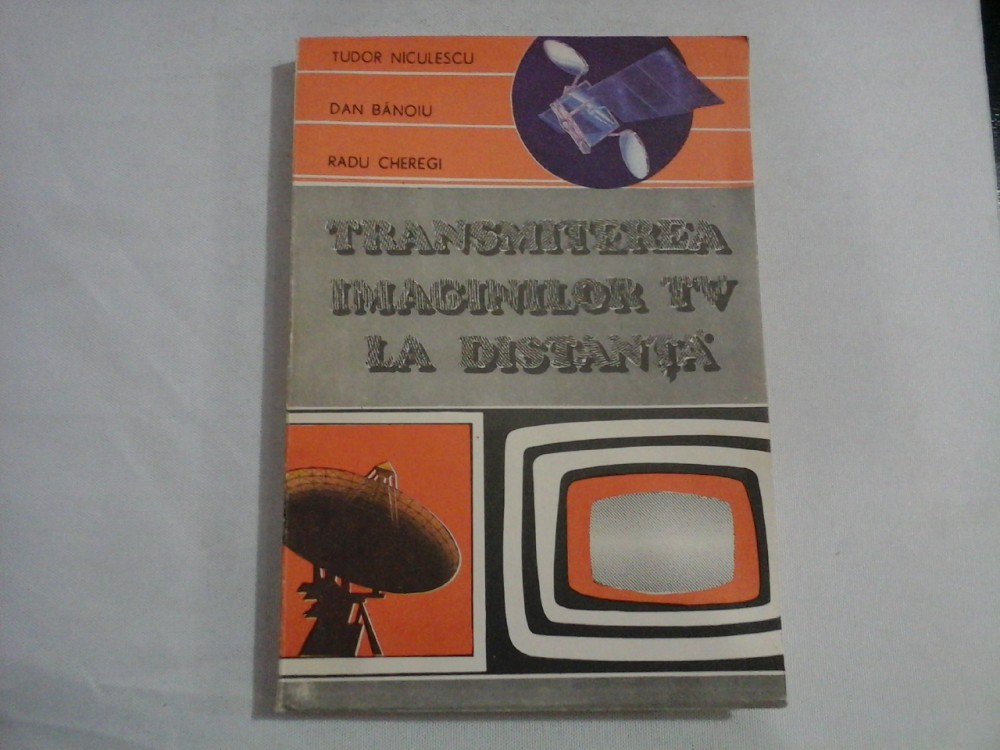 TUDOR NICULESCU
DAN BĂNOIU
RADU CHEREGI
TRANSMITEREA
IMAGINILOR TV
LA DISTANȚĂ